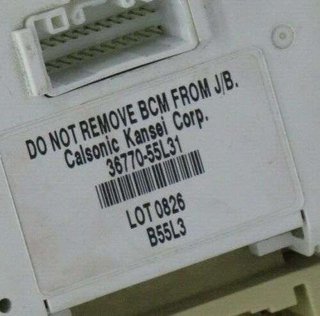 DO NOT REMOVE BCM FROM J/B.
Calsonic Kansei Corp.
36770-55L31
LOT 0826
B55L3